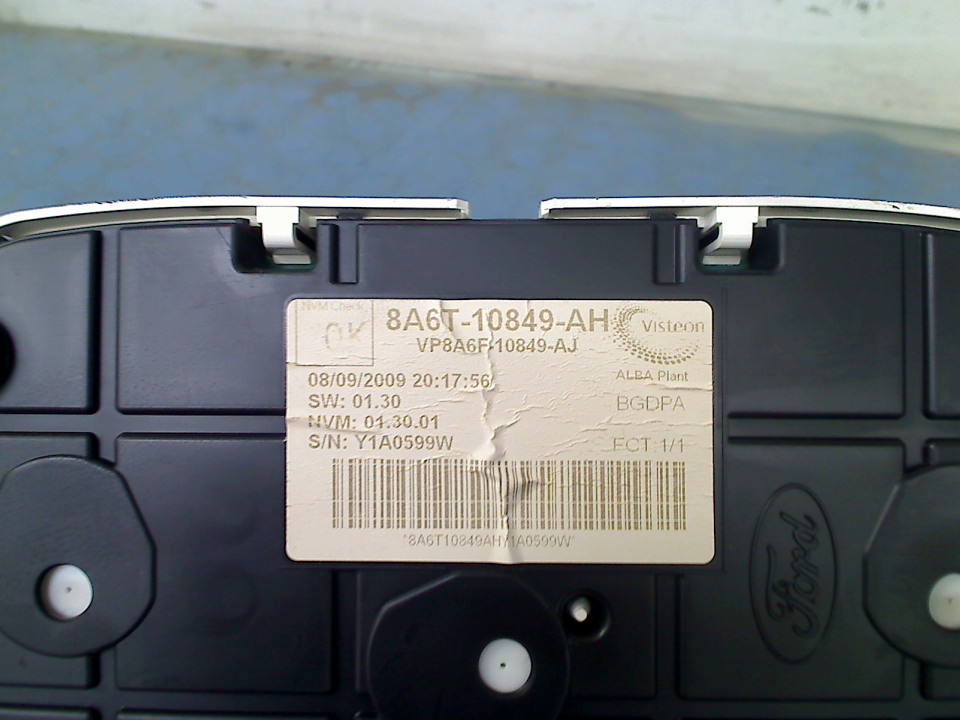 NVM Check
OK
8A6T-10849-AH
Visteon
VP8A6F-10849-AJ
08/09/2009 20:17:56
ALBA Plant
SW: 01.30
BGDPA
NVM: 01.30.01
S/N: Y1A0599W
FCT 1/1
*8A6T10849AHY1A0599W*
Ford